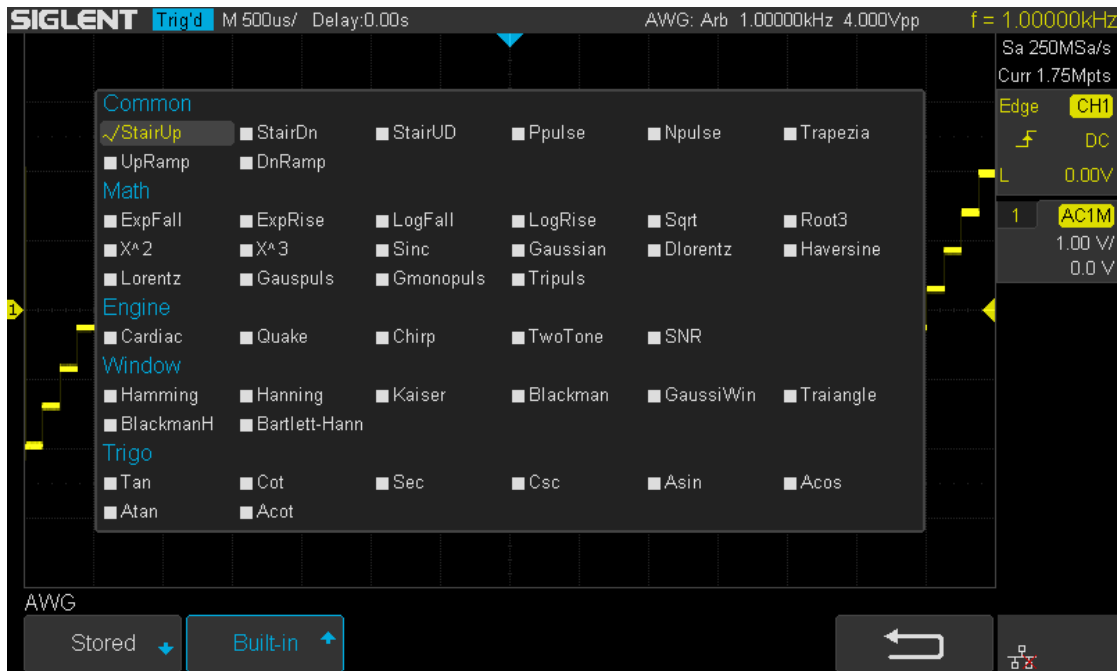 SIGLENT Trig'd M 500us/ Delay:0.00s AWG: Arb 1.00000kHz 4.000Vpp f = 1.00000kHz
Sa 250MSa/s
Curr 1.75Mpts
Edge CH1
DC
L 0.00V
1 AC1M
1.00 V/
0.0 V
1
Common
StairUp StairDn StairUD Ppulse Npulse Trapezia
UpRamp DnRamp
Math
ExpFall ExpRise LogFall LogRise Sqrt Root3
X^2 X^3 Sinc Gaussian Dlorentz Haversine
Lorentz Gauspuls Gmonopuls Tripuls
Engine
Cardiac Quake Chirp TwoTone SNR
Window
Hamming Hanning Kaiser Blackman GaussiWin Traiangle
BlackmanH Bartlett-Hann
Trigo
Tan Cot Sec Csc Asin Acos
Atan Acot
AWG
Stored Built-in